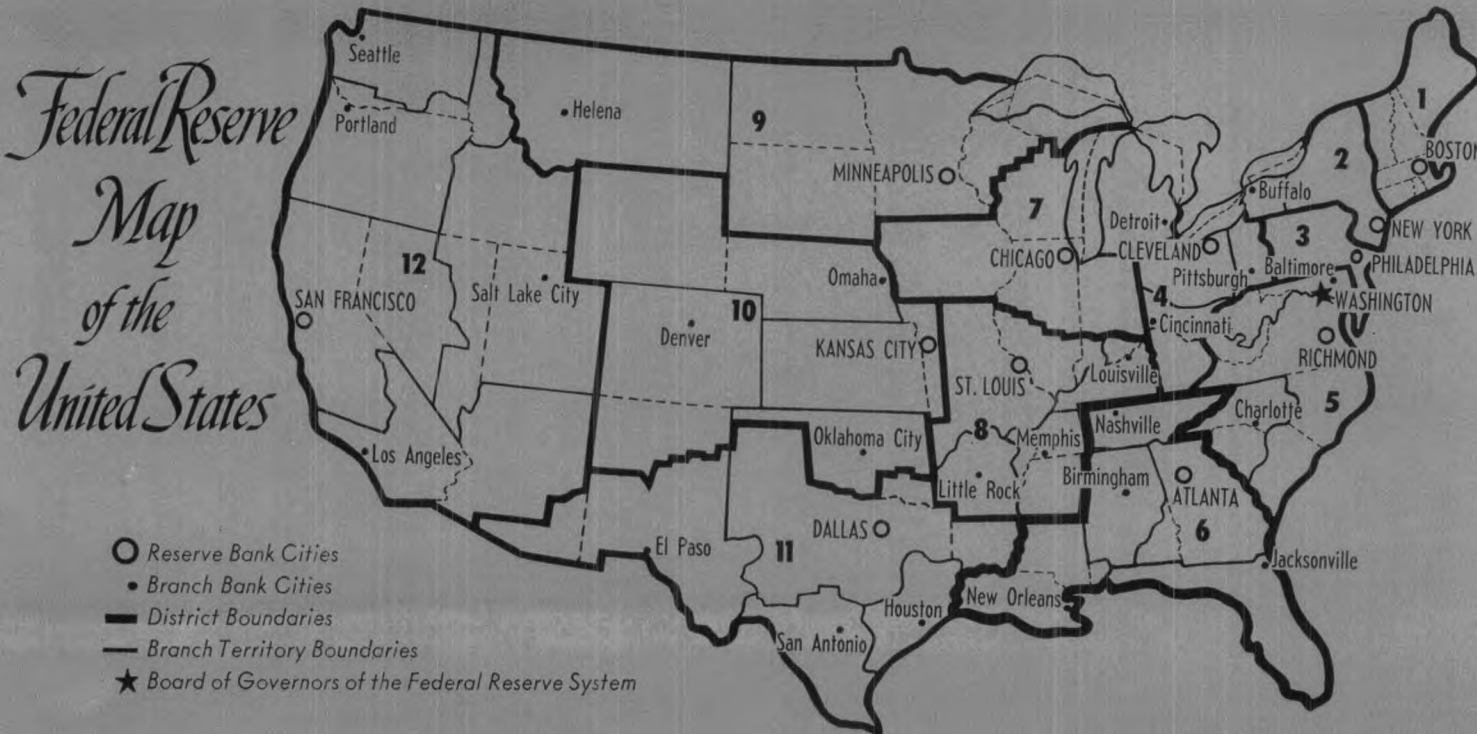 Federal Reserve
Map
of the
United States
Seattle
Portland
Helena
9
MINNEAPOLIS
1
BOSTON
2
Buffalo
NEW YORK
7
Detroit
CLEVELAND
3
CHICAGO
Pittsburgh
Baltimore
PHILADELPHIA
12
Salt Lake City
Omaha
SAN FRANCISCO
10
Denver
KANSAS CITY
4
WASHINGTON
Cincinnati
RICHMOND
ST. LOUIS
Louisville
5
Los Angeles
Oklahoma City
8
Memphis
Nashville
Charlotte
Little Rock
Birmingham
ATLANTA
6
DALLAS
El Paso
11
Jacksonville
Houston
New Orleans
San Antonio
Reserve Bank Cities
Branch Bank Cities
District Boundaries
Branch Territory Boundaries
Board of Governors of the Federal Reserve System